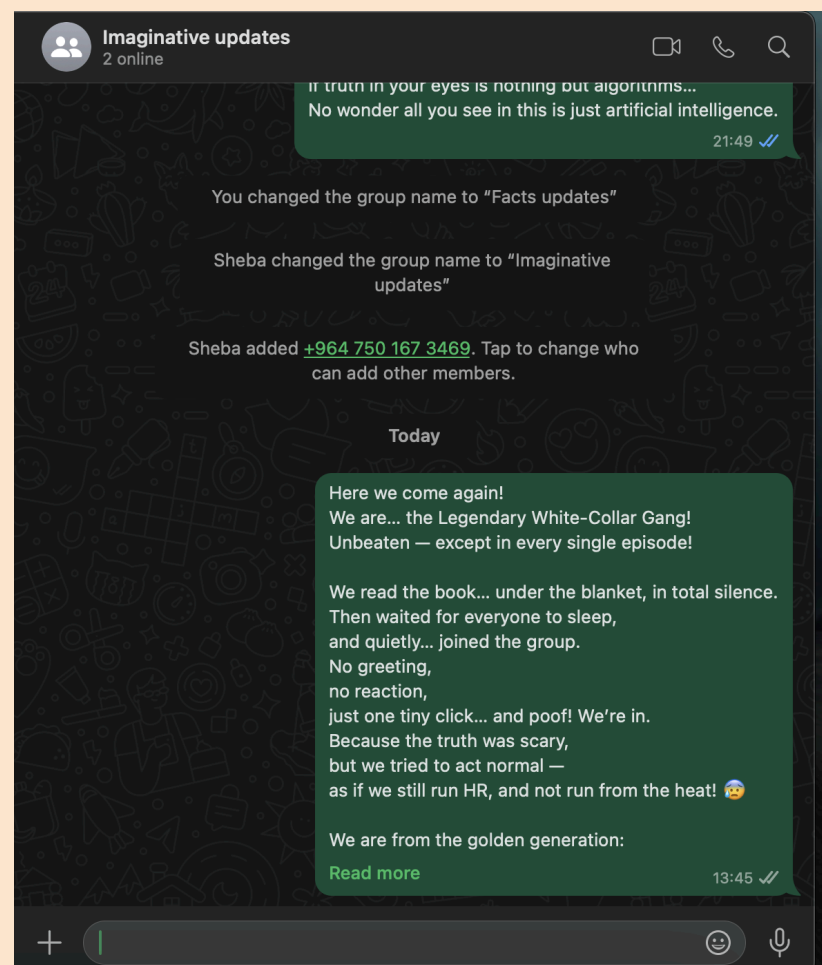 Imaginative updates
2 online
If truth in your eyes is nothing but algorithms...
No wonder all you see in this is just artificial intelligence.
21:49
You changed the group name to “Facts updates”
Sheba changed the group name to “Imaginative
updates”
Sheba added +964 750 167 3469. Tap to change who
can add other members.
Today
Here we come again!
We are... the Legendary White-Collar Gang!
Unbeaten — except in every single episode!
We read the book... under the blanket, in total silence.
Then waited for everyone to sleep,
and quietly... joined the group.
No greeting,
no reaction,
just one tiny click... and poof! We’re in.
Because the truth was scary,
but we tried to act normal —
as if we still run HR, and not run from the heat! 😰
We are from the golden generation:
Read more
13:45